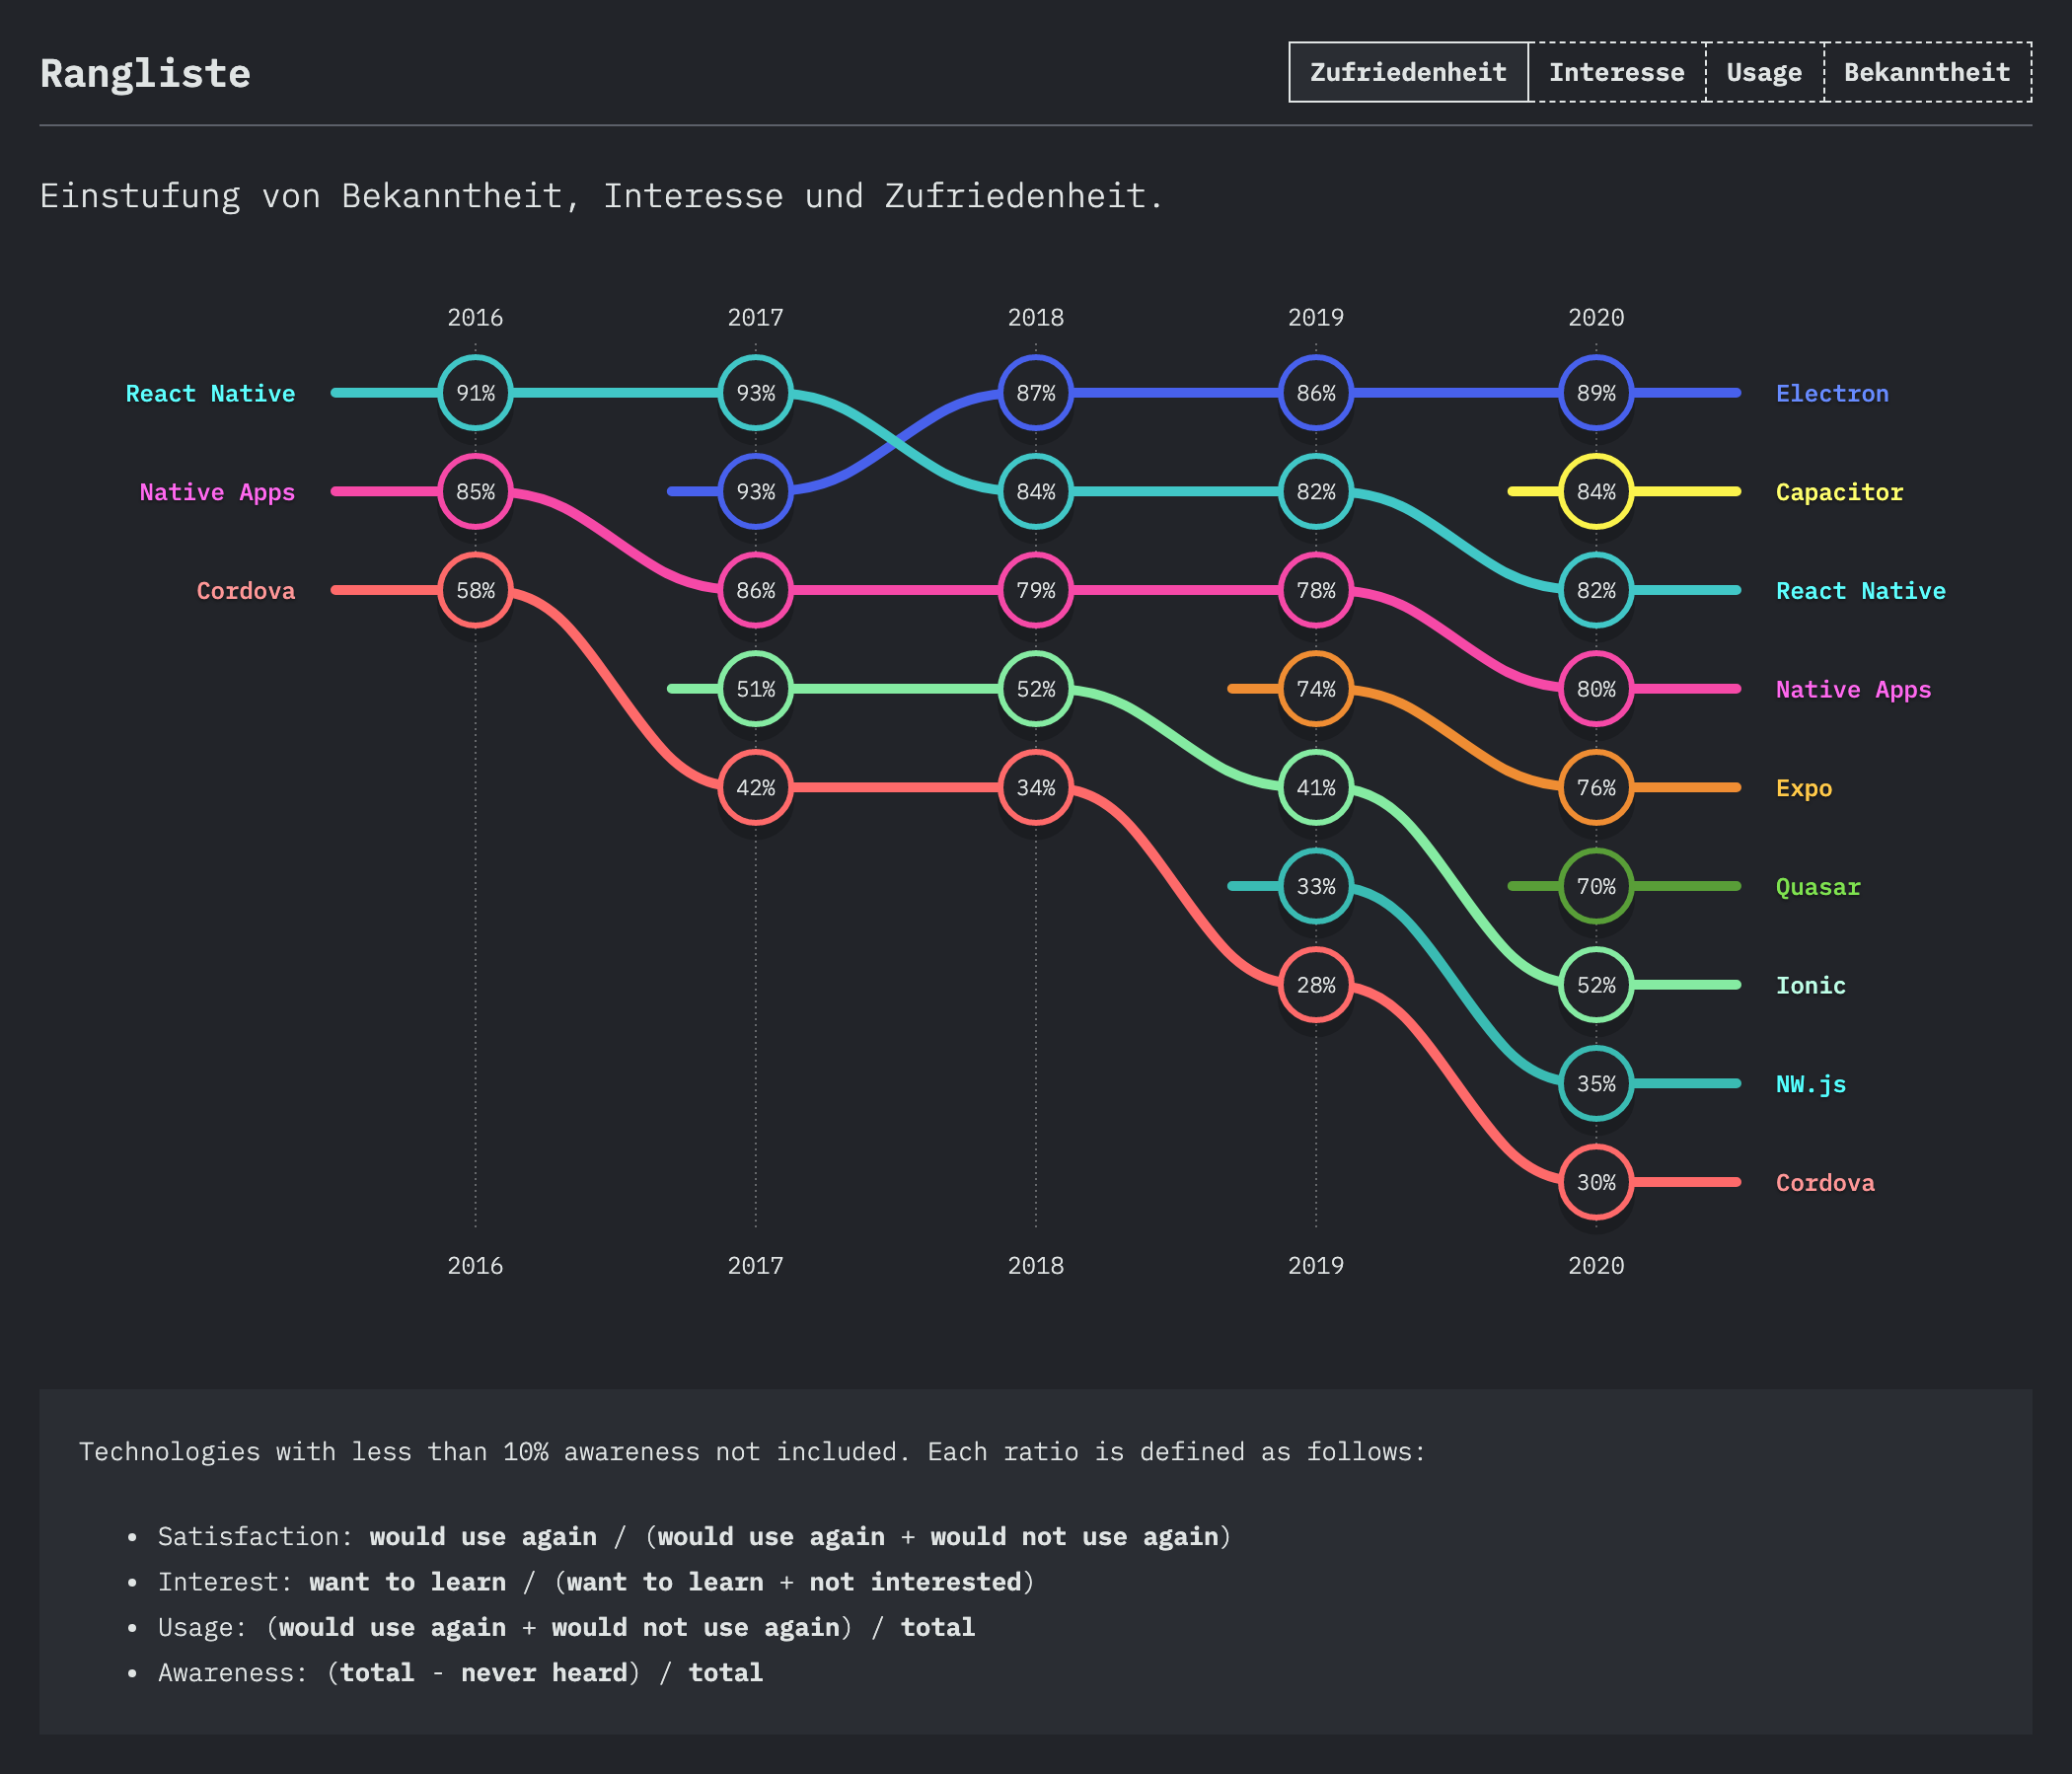 Rangliste
Zufriedenheit Interesse Usage Bekanntheit
Einstufung von Bekanntheit, Interesse und Zufriedenheit.
2016 2017 2018 2019 2020
React Native 91% 93% 87% 86% 89% Electron
Native Apps 85% 93% 84% 82% 84% Capacitor
Cordova 58% 86% 79% 78% 82% React Native
51% 52% 74% 80% Native Apps
42% 34% 41% 76% Expo
33% 70% Quasar
28% 52% Ionic
35% NW.js
30% Cordova
2016 2017 2018 2019 2020
Technologies with less than 10% awareness not included. Each ratio is defined as follows:
• Satisfaction: would use again / (would use again + would not use again)
• Interest: want to learn / (want to learn + not interested)
• Usage: (would use again + would not use again) / total
• Awareness: (total - never heard) / total